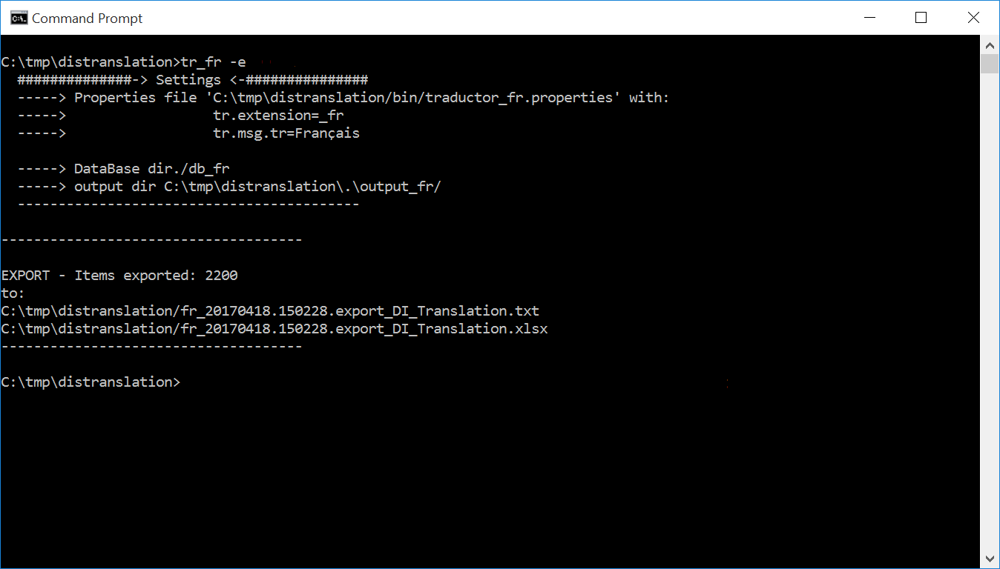 Command Prompt
C:\tmp\distranslation>tr_fr -e
##############-> Settings <-###############
-----> Properties file 'C:\tmp\distranslation/bin/traductor_fr.properties' with:
----->                  tr.extension=_fr
----->                  tr.msg.tr=Français
-----> DataBase dir./db_fr
-----> output dir C:\tmp\distranslation\.\output_fr/
------------------------------------------
-------------------------------------
EXPORT - Items exported: 2200
to:
C:\tmp\distranslation/fr_20170418.150228.export_DI_Translation.txt
C:\tmp\distranslation/fr_20170418.150228.export_DI_Translation.xlsx
-------------------------------------
C:\tmp\distranslation>